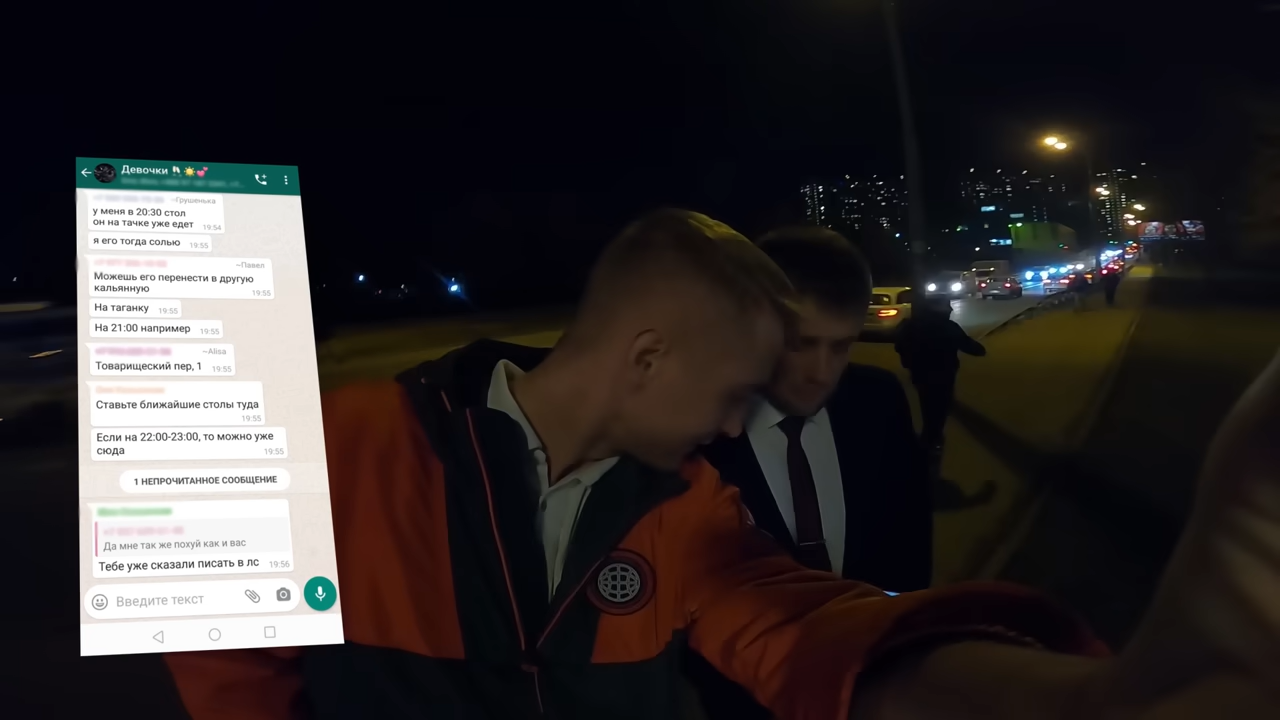 Девочки
~Грушенька
у меня в 20:30 стол
он на тачке уже едет 19:54
я его тогда солью 19:55
~Павел
Можешь его перенести в другую
кальянную 19:55
На таганку 19:55
На 21:00 например 19:55
~Alisa
Товарищеский пер, 1 19:55
Ставьте ближайшие столы туда
19:55
Если на 22:00-23:00, то можно уже
сюда 19:55
1 НЕПРОЧИТАННОЕ СООБЩЕНИЕ
Да мне так же похуй как и вас
Тебе уже сказали писать в лс 19:56
Введите текст